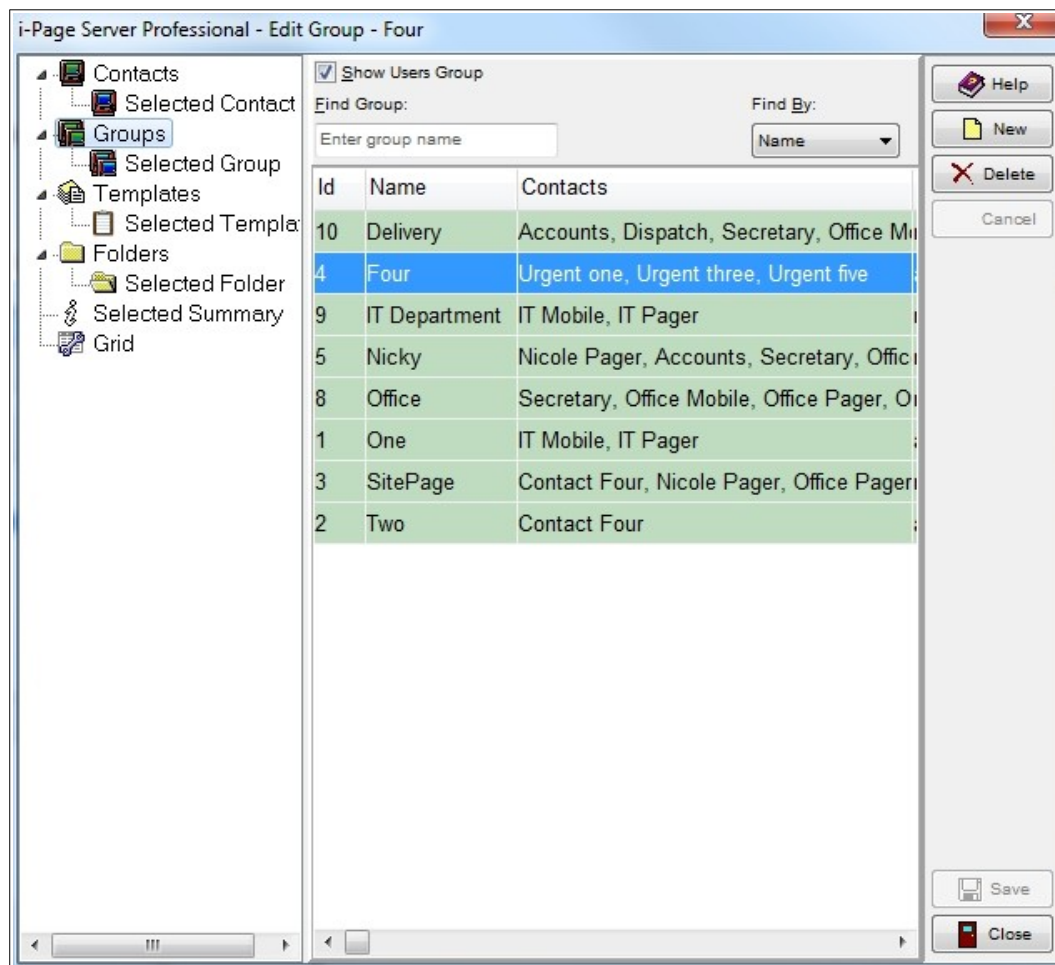 i-Page Server Professional - Edit Group - Four
Contacts
Selected Contact
Groups
Selected Group
Templates
Selected Templa
Folders
Selected Folder
Selected Summary
Grid
Show Users Group
Find Group:
Find By:
Enter group name
Name
Id Name Contacts
10 Delivery Accounts, Dispatch, Secretary, Office Mo
4 Four Urgent one, Urgent three, Urgent five
9 IT Department IT Mobile, IT Pager
5 Nicky Nicole Pager, Accounts, Secretary, Offic
8 Office Secretary, Office Mobile, Office Pager, O
1 One IT Mobile, IT Pager
3 SitePage Contact Four, Nicole Pager, Office Pager
2 Two Contact Four
Help
New
Delete
Cancel
Save
Close